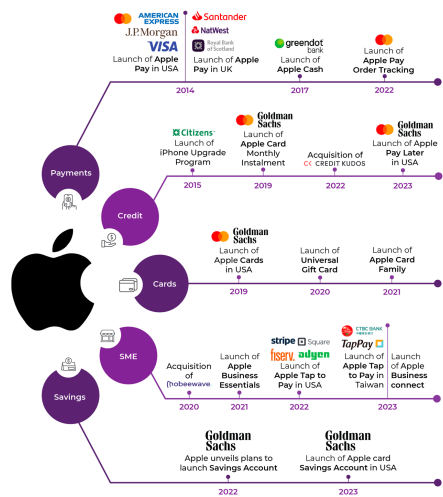 AMERICAN
EXPRESS
J.P.Morgan
VISA
Launch of Apple
Pay in USA
Santander
NatWest
Royal Bank
of Scotland
Launch of Apple
Pay in UK
greendot
bank
Launch of
Apple Cash
Launch of
Apple Pay
Order Tracking
2014
2017
2022
Payments
Citizens
Launch of
iPhone Upgrade
Program
Goldman
Sachs
Launch of
Apple Card
Monthly
Instalment
Acquisition of
CK CREDIT KUDOS
Goldman
Sachs
Launch of Apple
Pay Later
in USA
2015
2019
2022
2023
Credit
Goldman
Sachs
Launch of
Apple Cards
in USA
Launch of
Universal
Gift Card
Launch of
Apple Card
Family
2019
2020
2021
Cards
SME
Acquisition
of
mobeewave
Launch of
Apple
Business
Essentials
stripe Square
fiserv. adyen
Launch of
Apple Tap to
Pay in USA
CTBC BANK
TapPay
Launch of
Apple Tap
to Pay in
Taiwan
Launch
of Apple
Business
connect
2020
2021
2022
2023
Savings
Goldman
Sachs
Apple unveils plans to
launch Savings Account
Goldman
Sachs
Launch of Apple card
Savings Account in USA
2022
2023